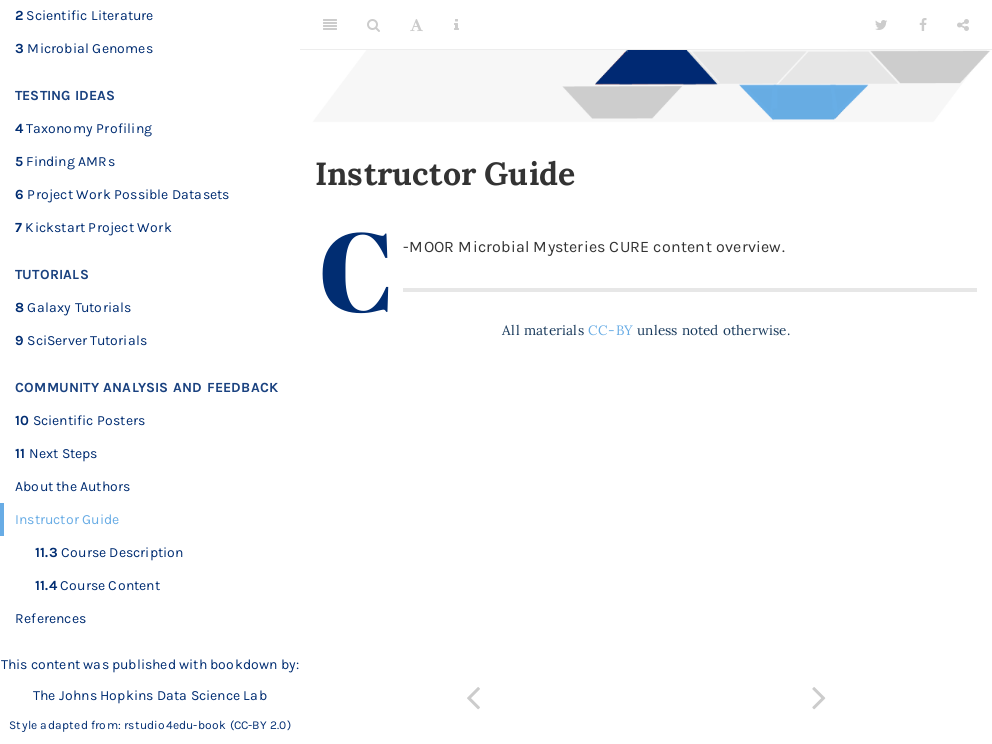 2 Scientific Literature
3 Microbial Genomes
TESTING IDEAS
4 Taxonomy Profiling
5 Finding AMRs
6 Project Work Possible Datasets
7 Kickstart Project Work
TUTORIALS
8 Galaxy Tutorials
9 SciServer Tutorials
COMMUNITY ANALYSIS AND FEEDBACK
10 Scientific Posters
11 Next Steps
About the Authors
Instructor Guide
11.3 Course Description
11.4 Course Content
References
This content was published with bookdown by:
The Johns Hopkins Data Science Lab
Style adapted from: rstudio4edu-book (CC-BY 2.0)
Instructor Guide
C-MOOR Microbial Mysteries CURE content overview.
All materials CC-BY unless noted otherwise.